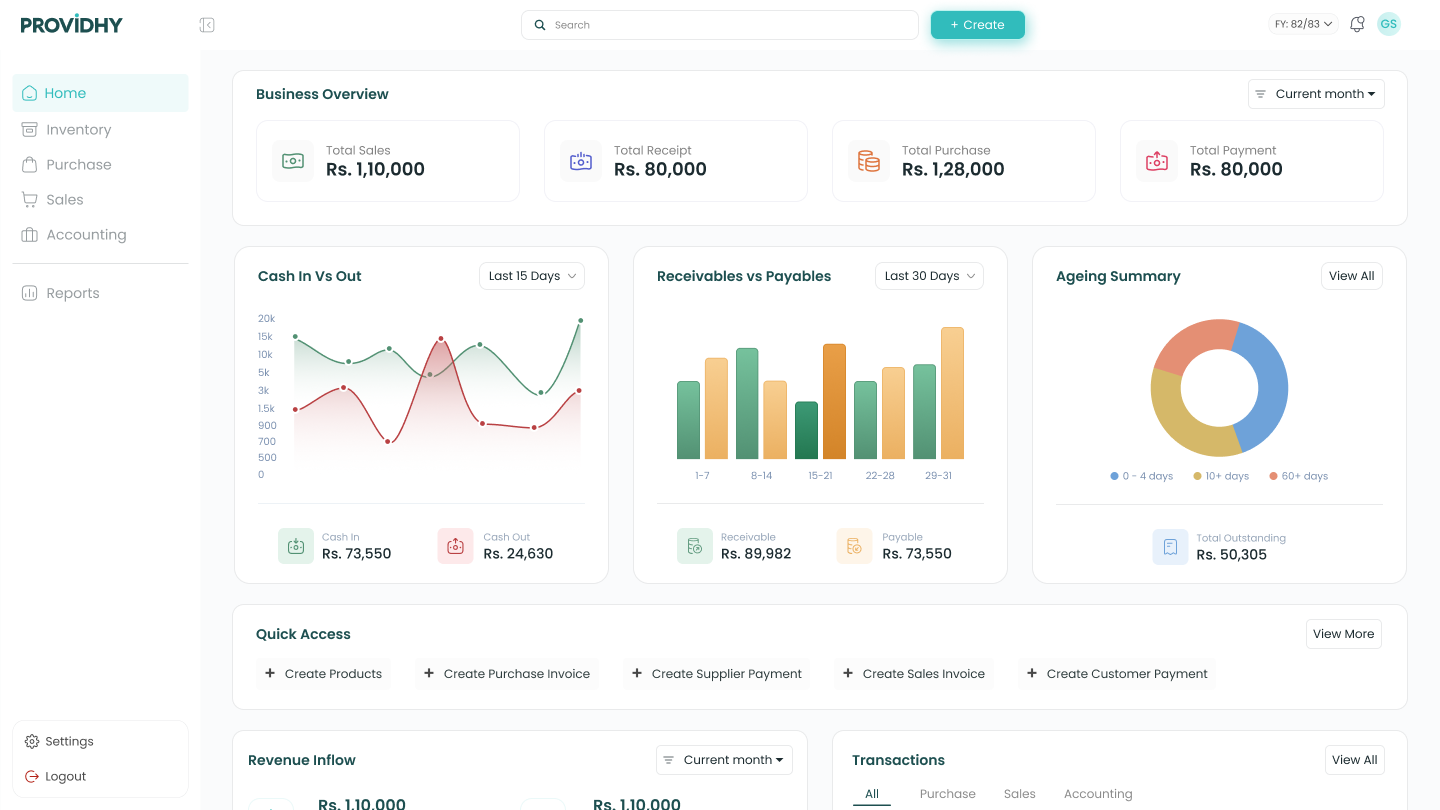 PROVIDHY
Search
+ Create
FY: 82/83
GS
Home
Inventory
Purchase
Sales
Accounting
Reports
Settings
Logout
Business Overview
Current month
Total Sales
Rs. 1,10,000
Total Receipt
Rs. 80,000
Total Purchase
Rs. 1,28,000
Total Payment
Rs. 80,000
Cash In Vs Out
Last 15 Days
20k
15k
10k
5k
3k
1.5k
900
700
500
0
Cash In
Rs. 73,550
Cash Out
Rs. 24,630
Receivables vs Payables
Last 30 Days
1-7
8-14
15-21
22-28
29-31
Receivable
Rs. 89,982
Payable
Rs. 73,550
Ageing Summary
View All
0 - 4 days
10+ days
60+ days
Total Outstanding
Rs. 50,305
Quick Access
View More
+ Create Products
+ Create Purchase Invoice
+ Create Supplier Payment
+ Create Sales Invoice
+ Create Customer Payment
Revenue Inflow
Current month
Rs. 1,10,000
Rs. 1,10,000
Transactions
View All
All
Purchase
Sales
Accounting